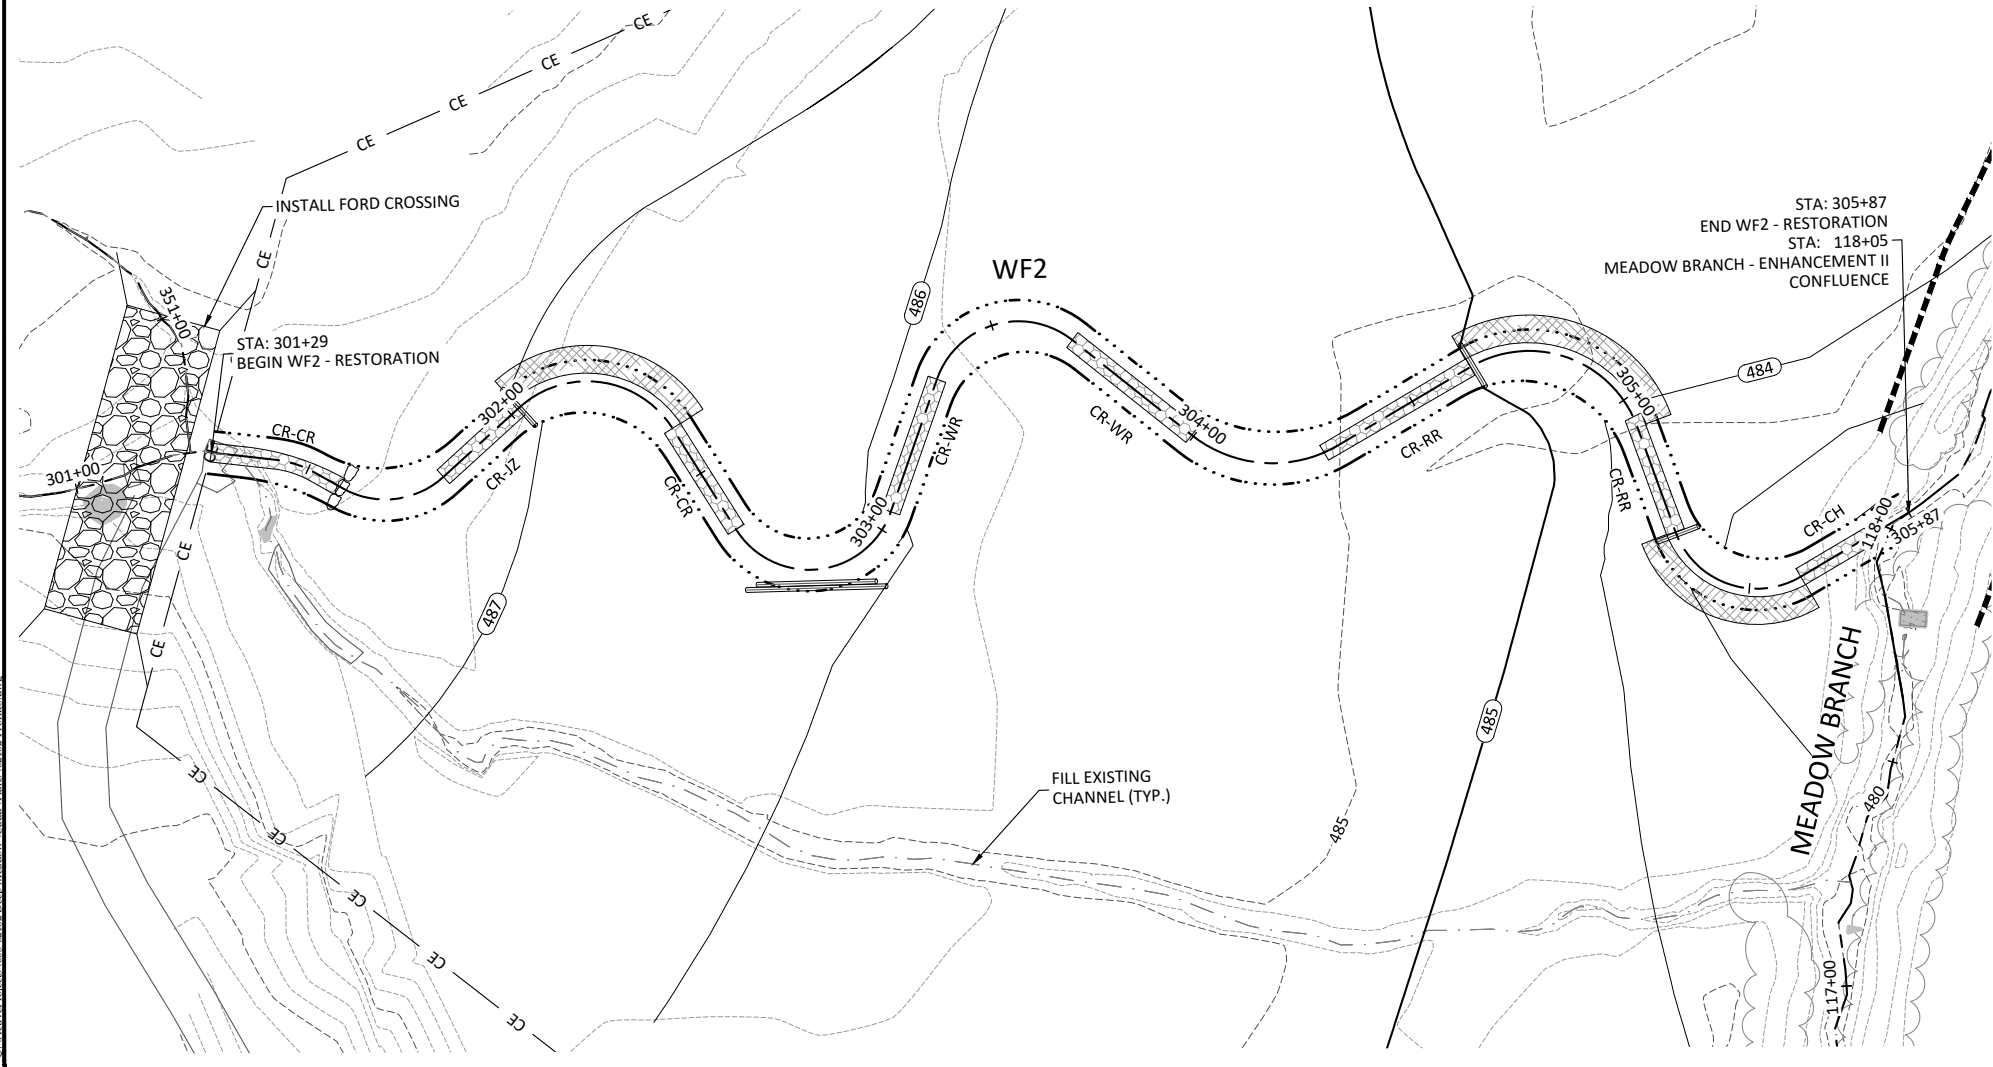 CE
CE
CE
CE
INSTALL FORD CROSSING
CE
WF2
STA: 305+87
END WF2 - RESTORATION
STA: 118+05
MEADOW BRANCH - ENHANCEMENT II
CONFLUENCE
351+00
486
STA: 301+29
BEGIN WF2 - RESTORATION
484
302+00
305+00
CR-CR
CR-WR
304+00
CR-WR
CR-RR
301+00
CR-JZ
CR-CR
CR-RR
303+00
CR-CH
118+00
305+87
CE
487
CE
485
MEADOW BRANCH
CE
FILL EXISTING
CHANNEL (TYP.)
480
485
CE
CE
CE
117+00
CE